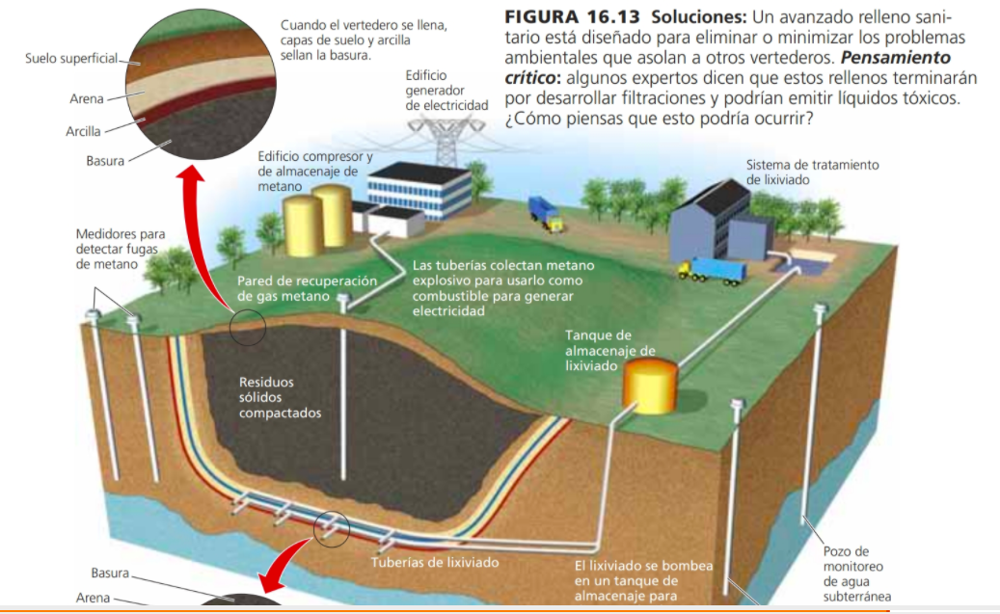 Cuando el vertedero se llena,
capas de suelo y arcilla
sellan la basura.
FIGURA 16.13 Soluciones: Un avanzado relleno sani-
tario está diseñado para eliminar o minimizar los problemas
ambientales que asolan a otros vertederos. Pensamiento
crítico: algunos expertos dicen que estos rellenos terminarán
por desarrollar filtraciones y podrían emitir líquidos tóxicos.
¿Cómo piensas que esto podría ocurrir?
Suelo superficial
Arena
Arcilla
Basura
Edificio
generador
de electricidad
Edificio compresor y
de almacenaje de
metano
Sistema de tratamiento
de lixiviado
Medidores para
detectar fugas
de metano
Pared de recuperación
de gas metano
Las tuberías colectan metano
explosivo para usarlo como
combustible para generar
electricidad
Tanque de
almacenaje de
lixiviado
Residuos
sólidos
compactados
Tuberías de lixiviado
El lixiviado se bombea
en un tanque de
almacenaje para
Pozo de
monitoreo
de agua
subterránea
Basura
Arena